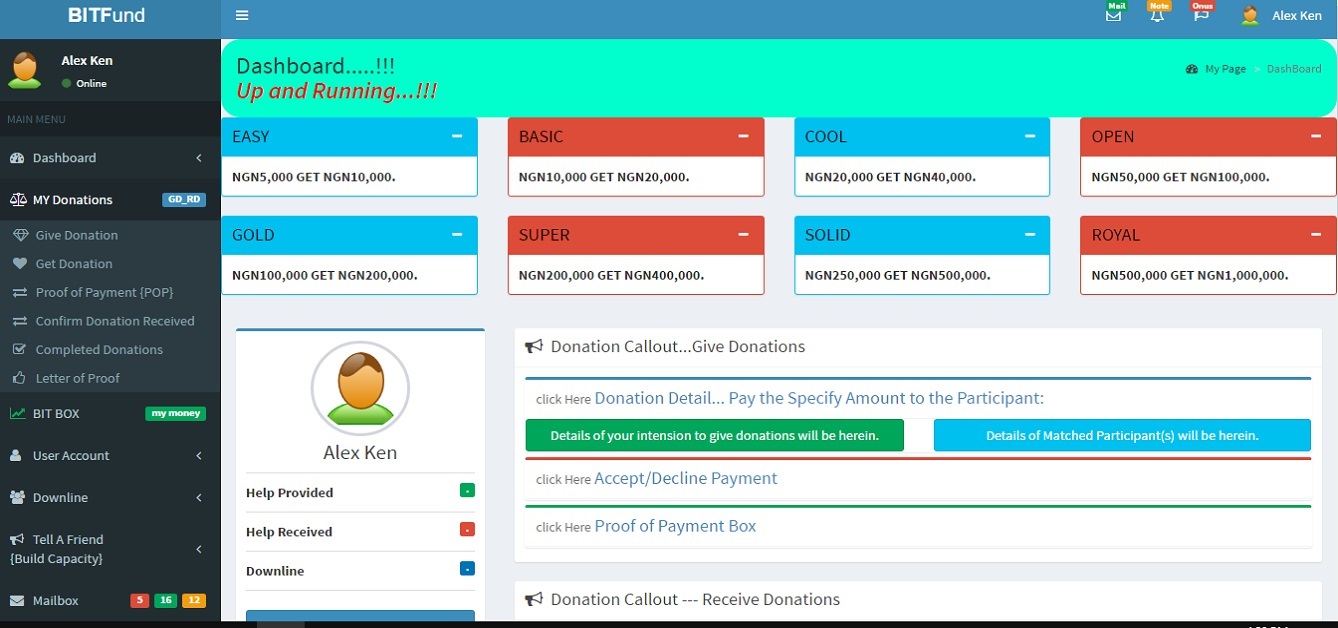 BITFund
Mail
Note
Onus
Alex Ken
Alex Ken
Online
MAIN MENU
Dashboard
MY Donations GD_RD
Give Donation
Get Donation
Proof of Payment {POP}
Confirm Donation Received
Completed Donations
Letter of Proof
BIT BOX my money
User Account
Downline
Tell A Friend
{Build Capacity}
Mailbox 5 16 12
Dashboard.....!!!
Up and Running...!!!
My Page > DashBoard
EASY
NGN5,000 GET NGN10,000.
BASIC
NGN10,000 GET NGN20,000.
COOL
NGN20,000 GET NGN40,000.
OPEN
NGN50,000 GET NGN100,000.
GOLD
NGN100,000 GET NGN200,000.
SUPER
NGN200,000 GET NGN400,000.
SOLID
NGN250,000 GET NGN500,000.
ROYAL
NGN500,000 GET NGN1,000,000.
Alex Ken
Help Provided -
Help Received -
Downline -
Donation Callout...Give Donations
click Here Donation Detail... Pay the Specify Amount to the Participant:
Details of your intension to give donations will be herein.
Details of Matched Participant(s) will be herein.
click Here Accept/Decline Payment
click Here Proof of Payment Box
Donation Callout --- Receive Donations